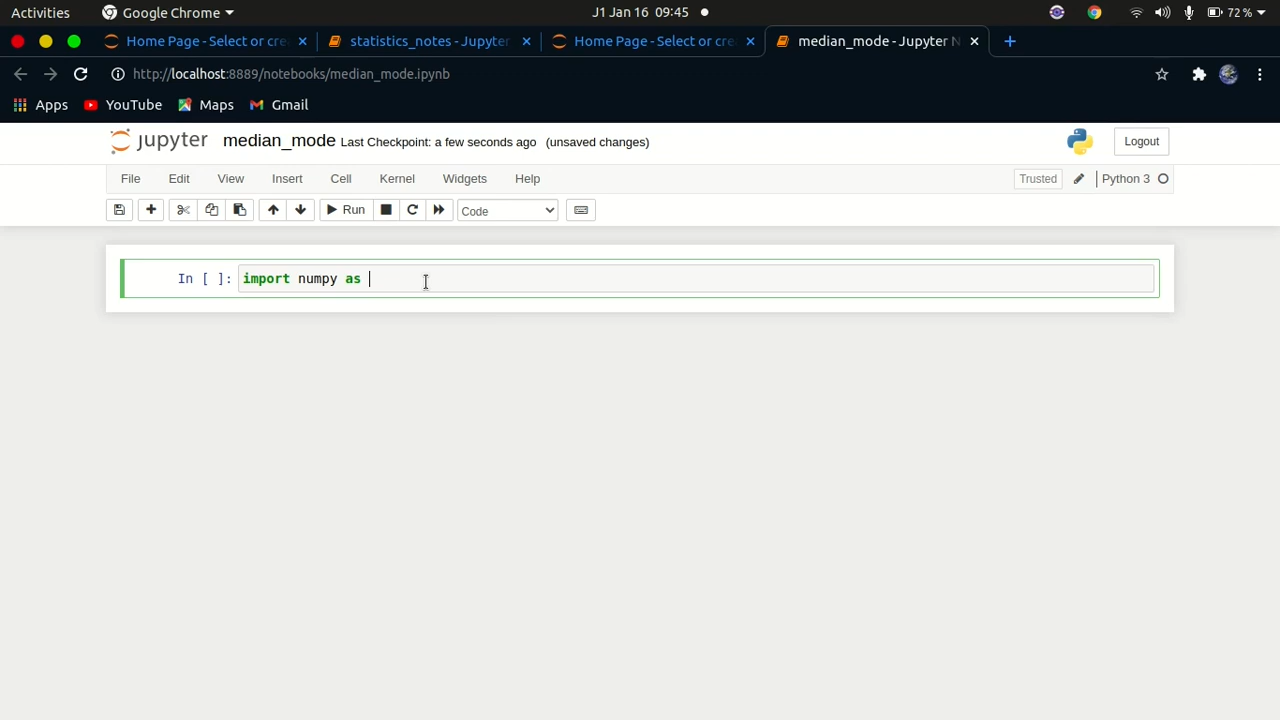 Activities Google Chrome J1 Jan 16 09:45 72 %
Home Page - Select or cre statistics_notes - Jupyter Home Page - Select or cre median_mode - Jupyter N
http://localhost:8889/notebooks/median_mode.ipynb
Apps YouTube Maps Gmail
jupyter median_mode Last Checkpoint: a few seconds ago (unsaved changes) Logout
File Edit View Insert Cell Kernel Widgets Help Trusted Python 3
Run Code
In [ ]: import numpy as